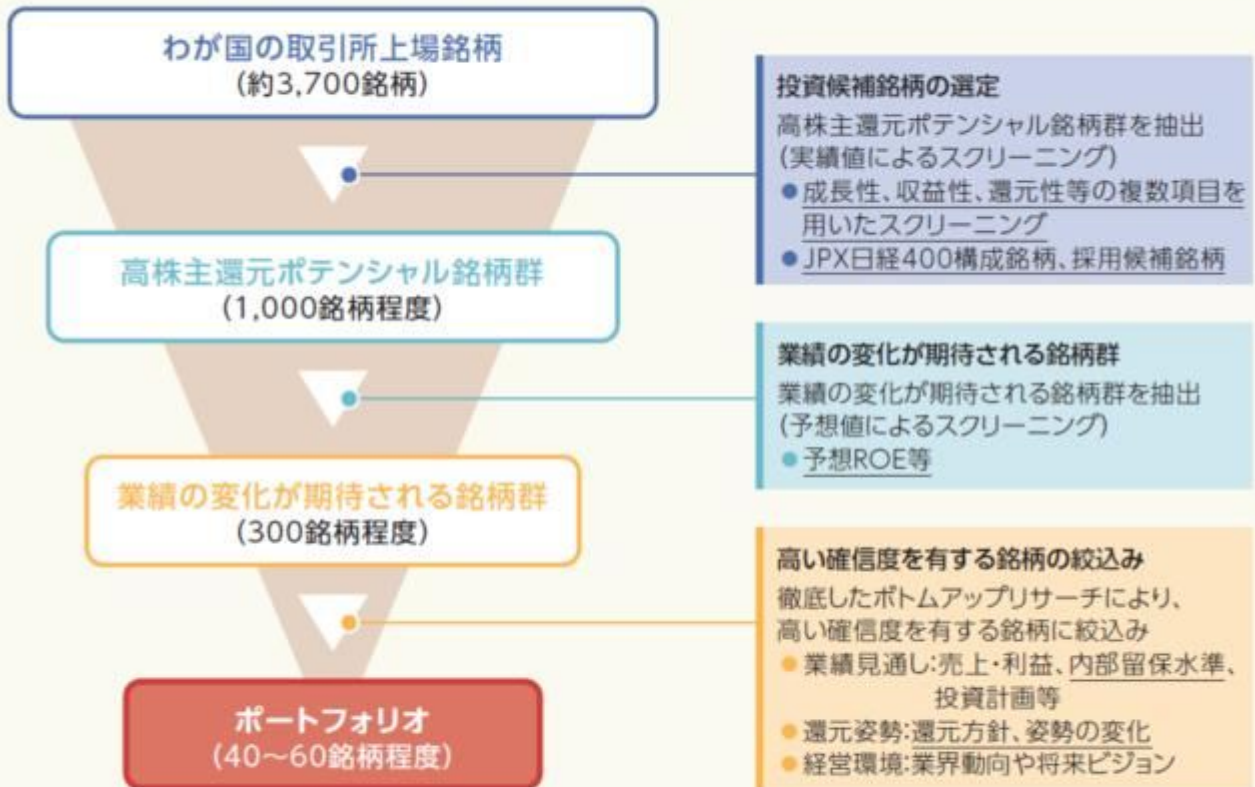 わが国の取引所上場銘柄
(約3,700銘柄)
投資候補銘柄の選定
高株主還元ポテンシャル銘柄群を抽出
(実績値によるスクリーニング)
●成長性、収益性、還元性等の複数項目を
用いたスクリーニング
●JPX日経400構成銘柄、採用候補銘柄
高株主還元ポテンシャル銘柄群
(1,000銘柄程度)
業績の変化が期待される銘柄群
業績の変化が期待される銘柄群を抽出
(予想値によるスクリーニング)
●予想ROE等
業績の変化が期待される銘柄群
(300銘柄程度)
高い確信度を有する銘柄の絞込み
徹底したボトムアップリサーチにより、
高い確信度を有する銘柄に絞込み
●業績見通し:売上・利益、内部留保水準、
投資計画等
●還元姿勢:還元方針、姿勢の変化
●経営環境:業界動向や将来ビジョン
ポートフォリオ
(40～60銘柄程度)